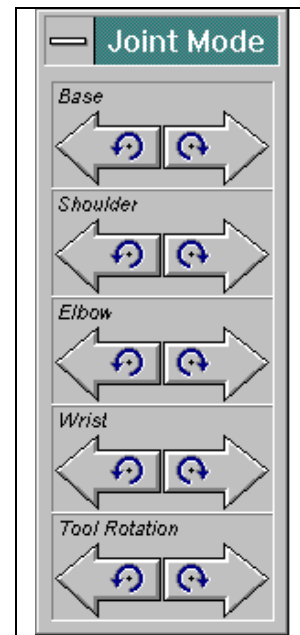 Joint Mode
Base
Shoulder
Elbow
Wrist
Tool Rotation